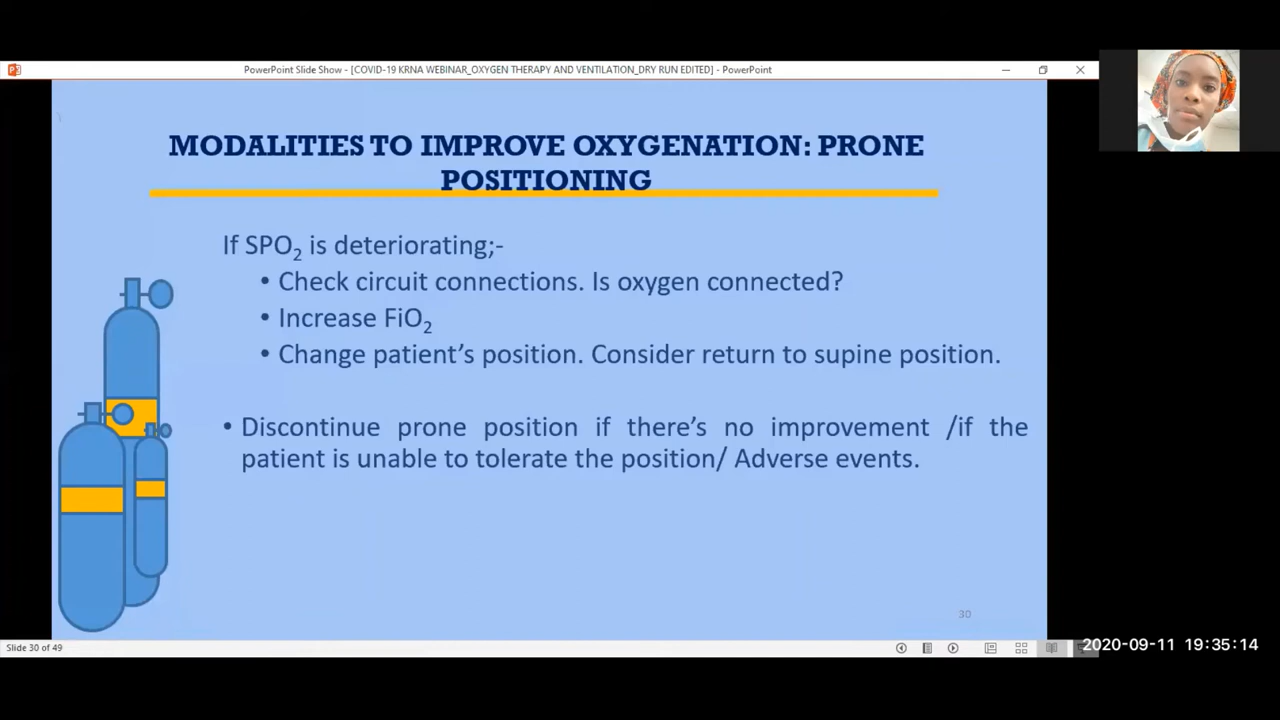 PowerPoint Slide Show - [COVID-19 KRNA WEBINAR_OXYGEN THERAPY AND VENTILATION_DRY RUN EDITED] - PowerPoint
MODALITIES TO IMPROVE OXYGENATION: PRONE
POSITIONING
If SPO₂ is deteriorating;-
• Check circuit connections. Is oxygen connected?
• Increase FiO₂
• Change patient’s position. Consider return to supine position.
• Discontinue prone position if there’s no improvement /if the
patient is unable to tolerate the position/ Adverse events.
30
Slide 30 of 49
2020-09-11 19:35:14